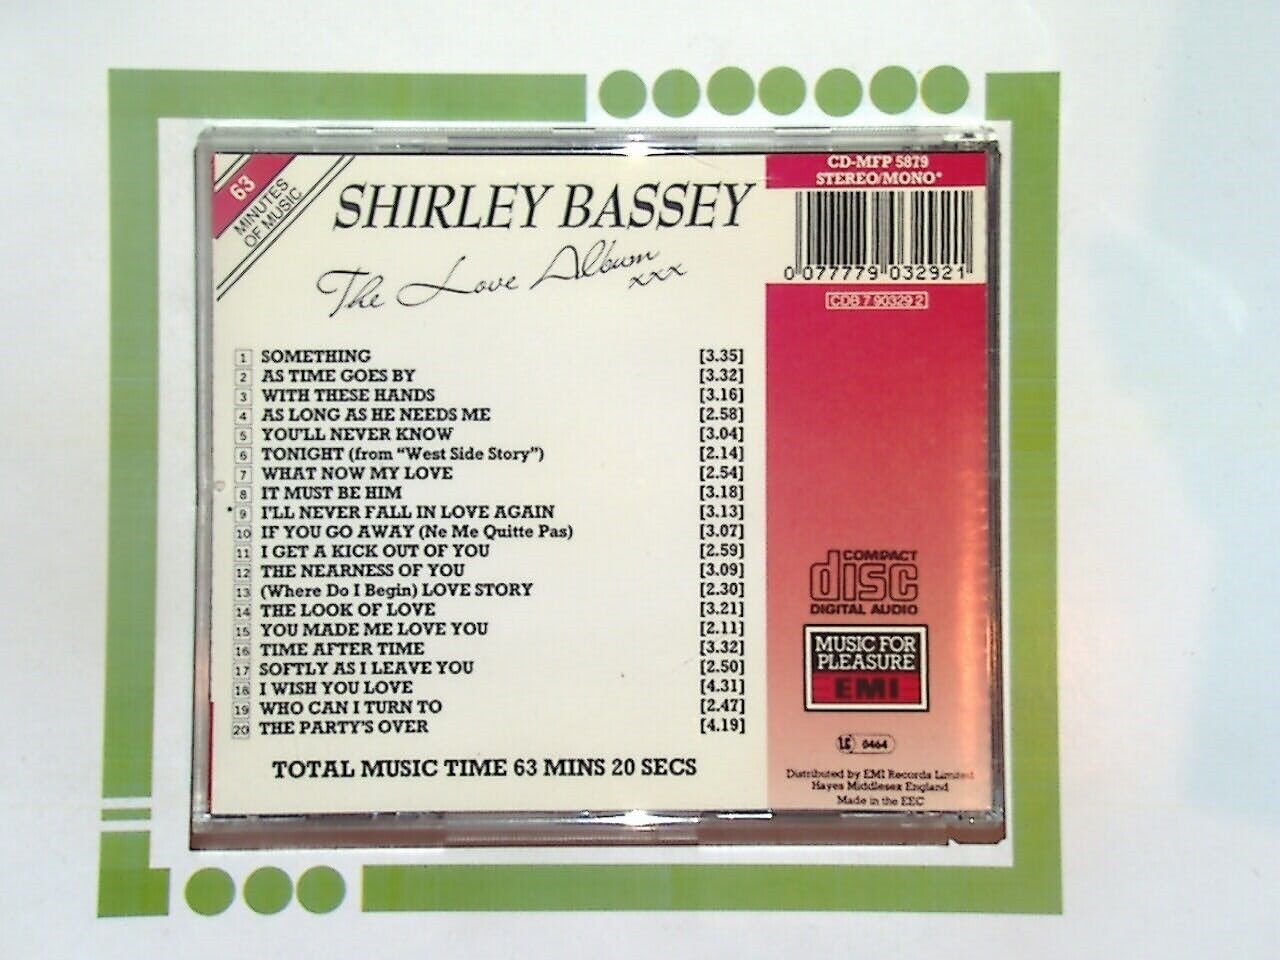 63
MINUTES
OF MUSIC
SHIRLEY BASSEY
The Love Album
xxx
CD-MFP 5879
STEREO/MONO*
0 077779 032921
CDB 7 90329 2
1 SOMETHING [3.35]
2 AS TIME GOES BY [3.32]
3 WITH THESE HANDS [3.16]
4 AS LONG AS HE NEEDS ME [2.58]
5 YOU'LL NEVER KNOW [3.04]
6 TONIGHT (from "West Side Story") [2.14]
7 WHAT NOW MY LOVE [2.54]
8 IT MUST BE HIM [3.18]
* 9 I'LL NEVER FALL IN LOVE AGAIN [3.13]
10 IF YOU GO AWAY (Ne Me Quitte Pas) [3.07]
11 I GET A KICK OUT OF YOU [2.59]
12 THE NEARNESS OF YOU [3.09]
13 (Where Do I Begin) LOVE STORY [2.30]
14 THE LOOK OF LOVE [3.21]
15 YOU MADE ME LOVE YOU [2.11]
16 TIME AFTER TIME [3.32]
17 SOFTLY AS I LEAVE YOU [2.50]
18 I WISH YOU LOVE [4.31]
19 WHO CAN I TURN TO [2.47]
20 THE PARTY'S OVER [4.19]
TOTAL MUSIC TIME 63 MINS 20 SECS
COMPACT
disc
DIGITAL AUDIO
MUSIC FOR
PLEASURE
EMI
LC 0464
Distributed by EMI Records Limited
Hayes Middlesex England
Made in the EEC